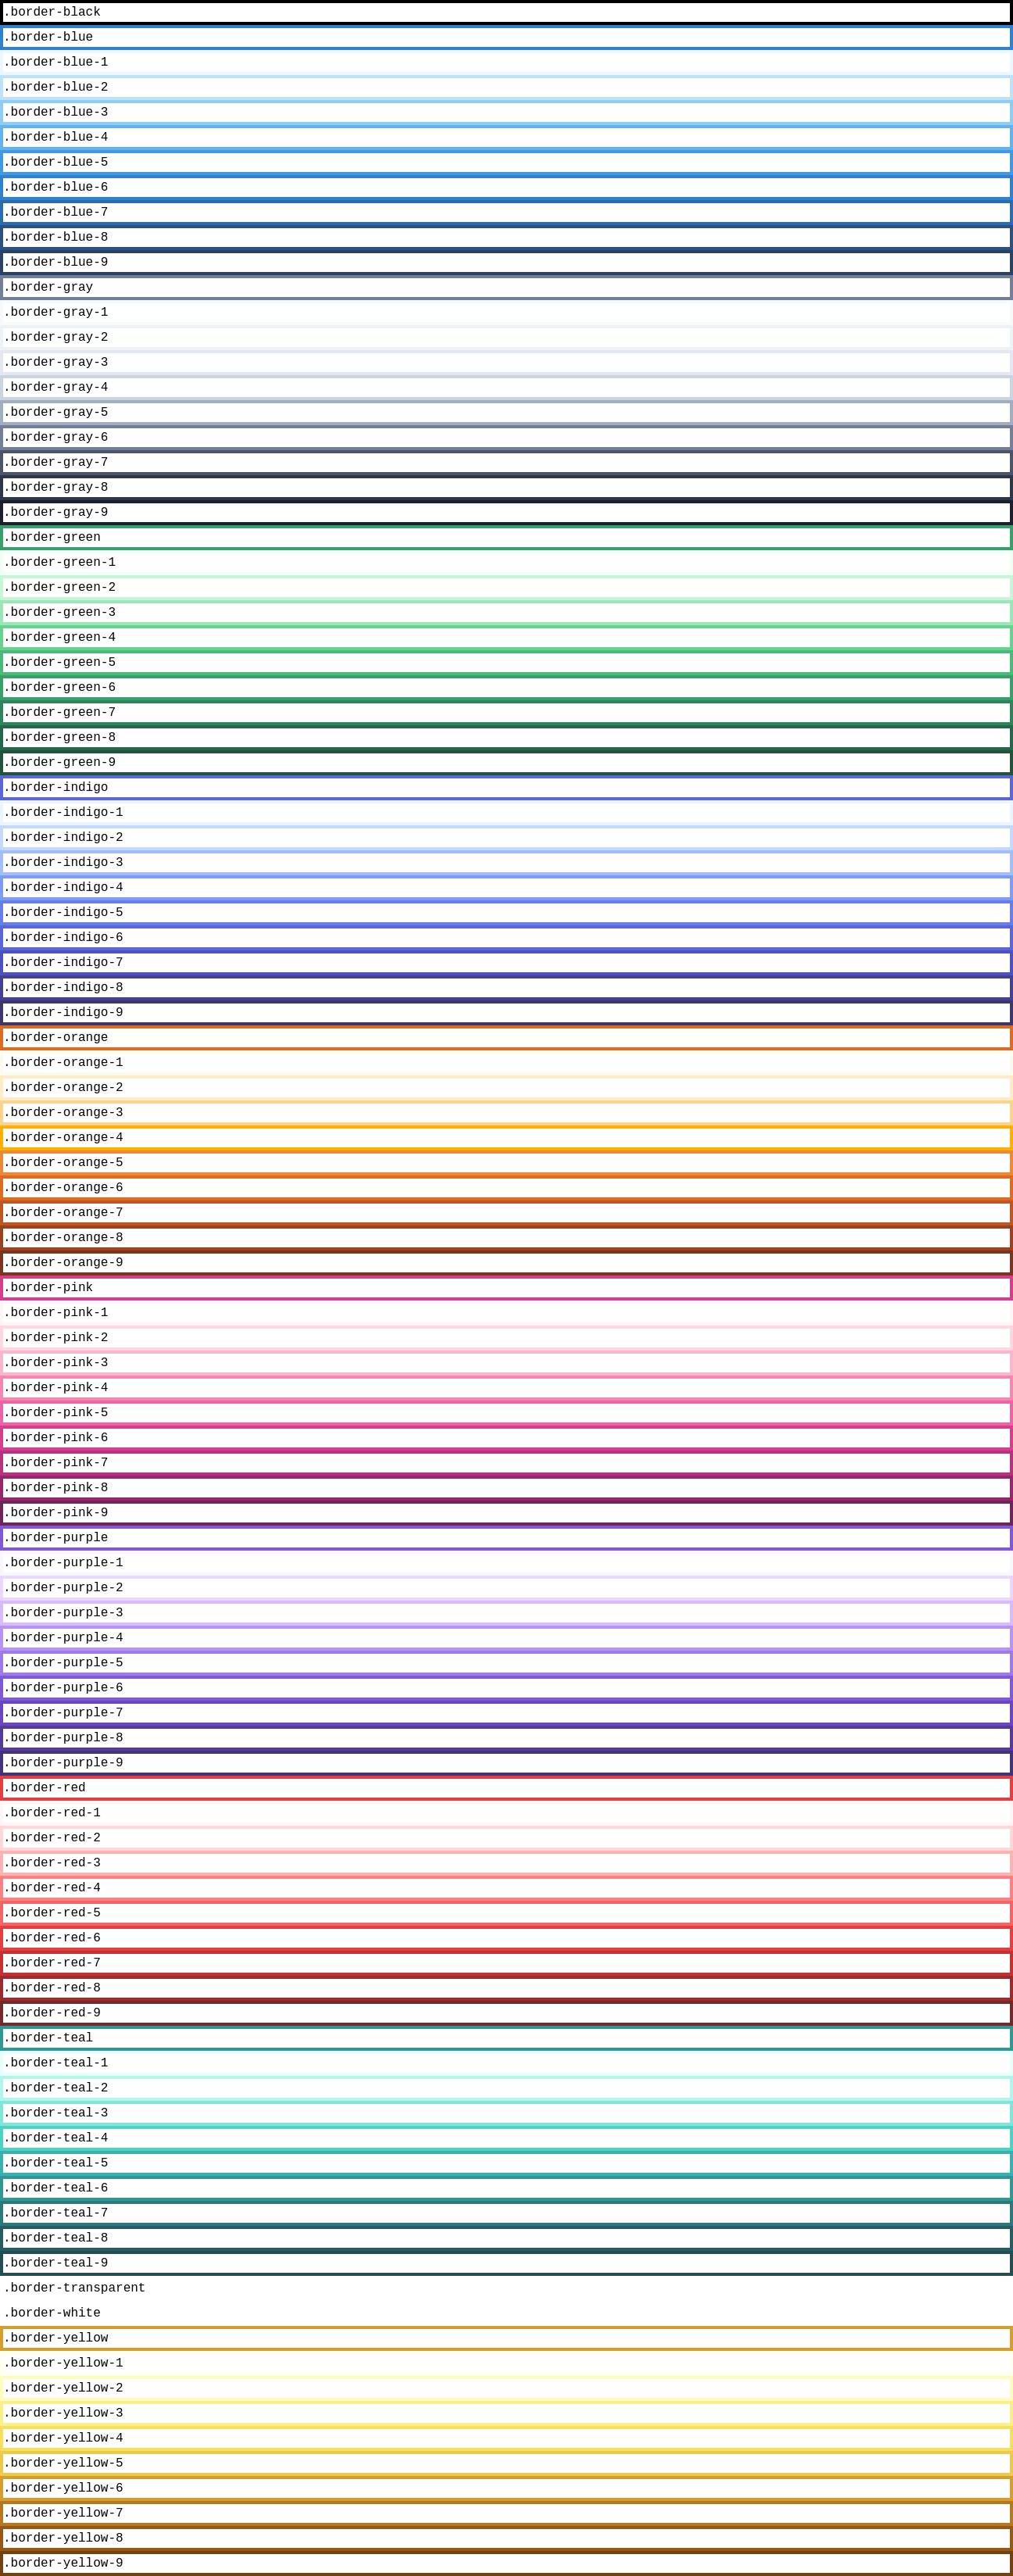 .border-black
.border-blue
.border-blue-1
.border-blue-2
.border-blue-3
.border-blue-4
.border-blue-5
.border-blue-6
.border-blue-7
.border-blue-8
.border-blue-9
.border-gray
.border-gray-1
.border-gray-2
.border-gray-3
.border-gray-4
.border-gray-5
.border-gray-6
.border-gray-7
.border-gray-8
.border-gray-9
.border-green
.border-green-1
.border-green-2
.border-green-3
.border-green-4
.border-green-5
.border-green-6
.border-green-7
.border-green-8
.border-green-9
.border-indigo
.border-indigo-1
.border-indigo-2
.border-indigo-3
.border-indigo-4
.border-indigo-5
.border-indigo-6
.border-indigo-7
.border-indigo-8
.border-indigo-9
.border-orange
.border-orange-1
.border-orange-2
.border-orange-3
.border-orange-4
.border-orange-5
.border-orange-6
.border-orange-7
.border-orange-8
.border-orange-9
.border-pink
.border-pink-1
.border-pink-2
.border-pink-3
.border-pink-4
.border-pink-5
.border-pink-6
.border-pink-7
.border-pink-8
.border-pink-9
.border-purple
.border-purple-1
.border-purple-2
.border-purple-3
.border-purple-4
.border-purple-5
.border-purple-6
.border-purple-7
.border-purple-8
.border-purple-9
.border-red
.border-red-1
.border-red-2
.border-red-3
.border-red-4
.border-red-5
.border-red-6
.border-red-7
.border-red-8
.border-red-9
.border-teal
.border-teal-1
.border-teal-2
.border-teal-3
.border-teal-4
.border-teal-5
.border-teal-6
.border-teal-7
.border-teal-8
.border-teal-9
.border-transparent
.border-white
.border-yellow
.border-yellow-1
.border-yellow-2
.border-yellow-3
.border-yellow-4
.border-yellow-5
.border-yellow-6
.border-yellow-7
.border-yellow-8
.border-yellow-9